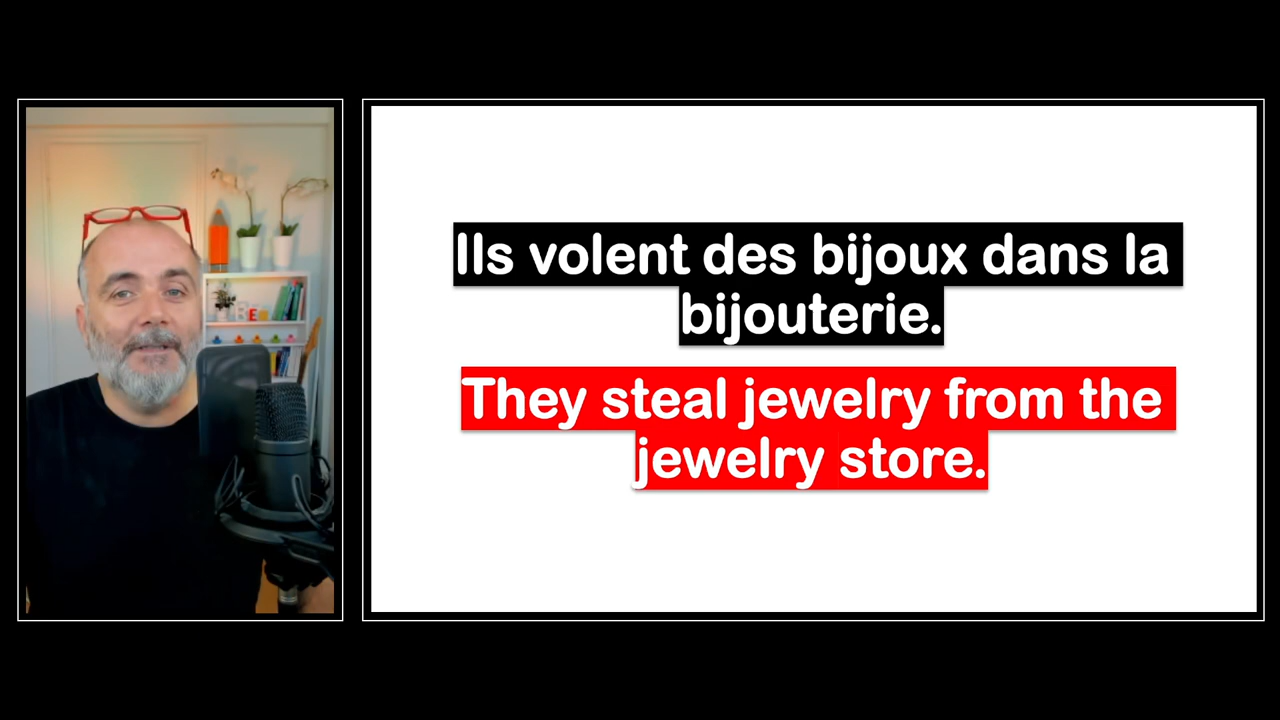 Ils volent des bijoux dans la
bijouterie.
They steal jewelry from the
jewelry store.